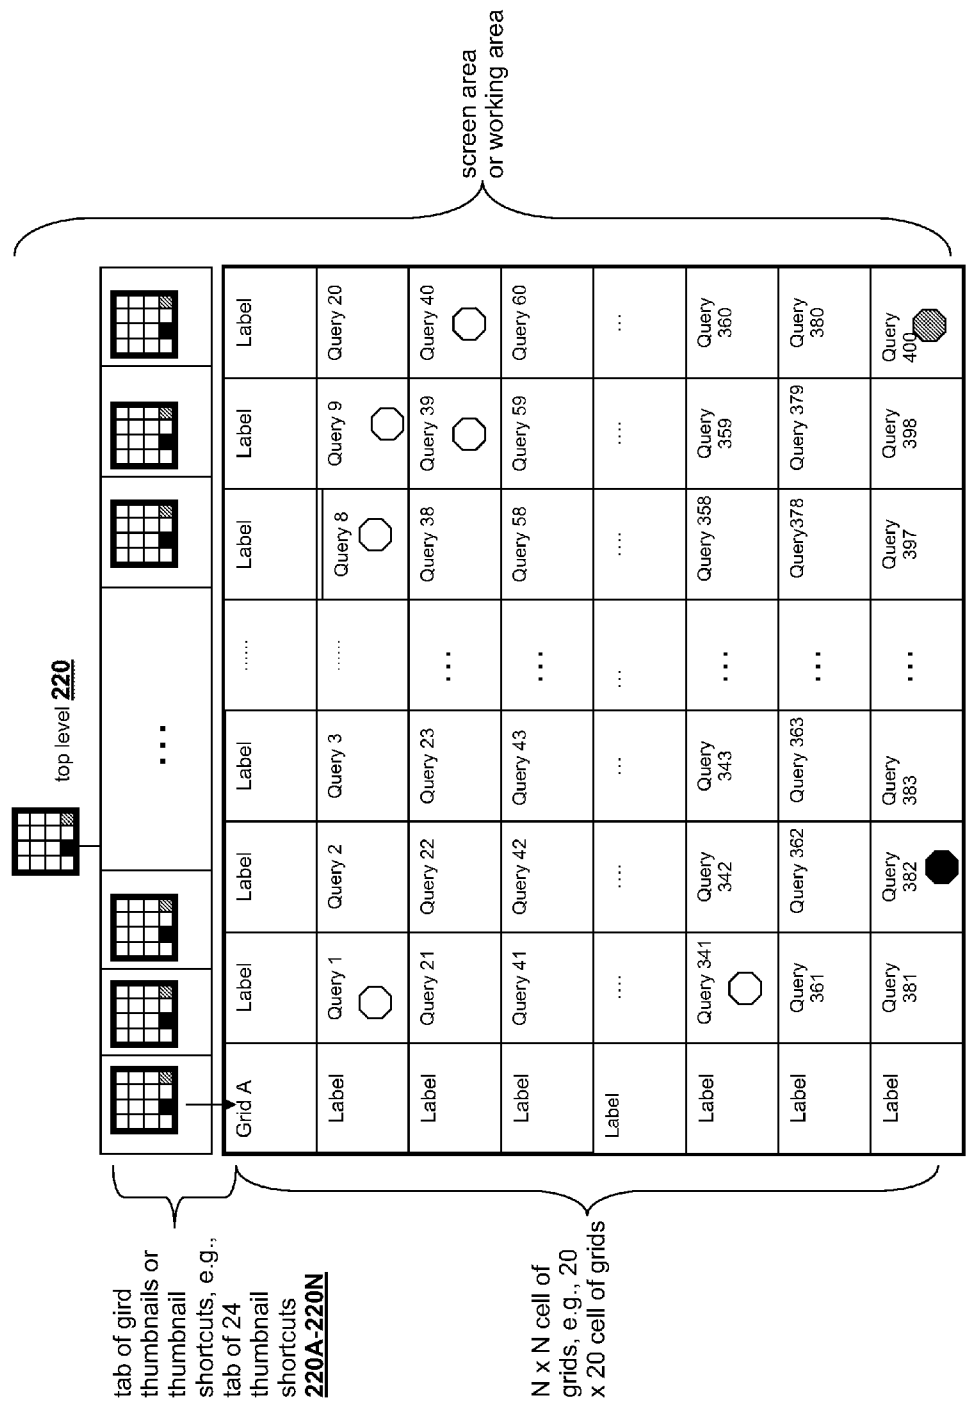 top level 220
tab of gird
thumbnails or
thumbnail
shortcuts, e.g.,
tab of 24
thumbnail
shortcuts
220A-220N
...
screen area
or working area
N x N cell of
grids, e.g., 20
x 20 cell of grids
Grid A
Label
Label
Label
......
Label
Label
Label
Label
Query 1
Query 2
Query 3
......
Query 8
Query 9
Query 20
Label
Query 21
Query 22
Query 23
...
Query 38
Query 39
Query 40
Label
Query 41
Query 42
Query 43
...
Query 58
Query 59
Query 60
Label
....
....
...
...
....
....
...
Label
Query 341
Query
342
Query
343
...
Query 358
Query
359
Query
360
Label
Query
361
Query 362
Query 363
...
Query378
Query 379
Query
380
Label
Query
381
Query
382
Query
383
...
Query
397
Query
398
Query
400